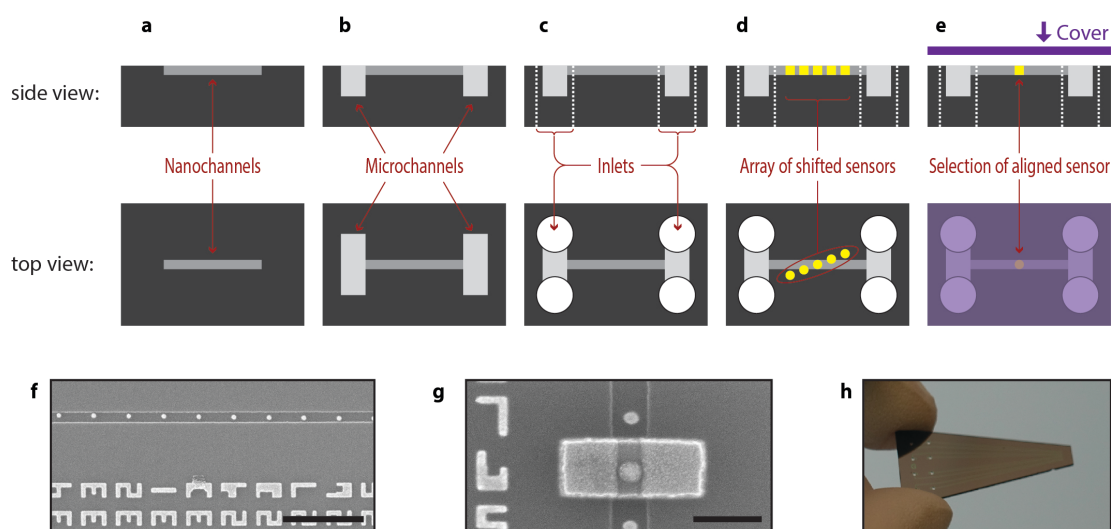 a
b
c
d
e
Cover
side view:
Nanochannels
Microchannels
Inlets
Array of shifted sensors
Selection of aligned sensor
top view:
f
g
h